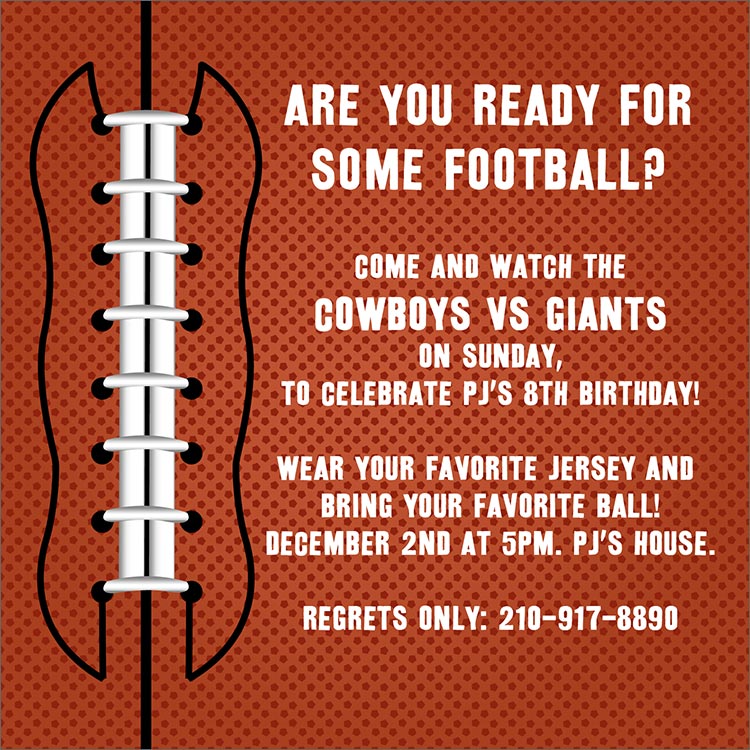 ARE YOU READY FOR
SOME FOOTBALL?
COME AND WATCH THE
COWBOYS VS GIANTS
ON SUNDAY,
TO CELEBRATE PJ'S 8TH BIRTHDAY!
WEAR YOUR FAVORITE JERSEY AND
BRING YOUR FAVORITE BALL!
DECEMBER 2ND AT 5PM. PJ'S HOUSE.
REGRETS ONLY: 210-917-8890